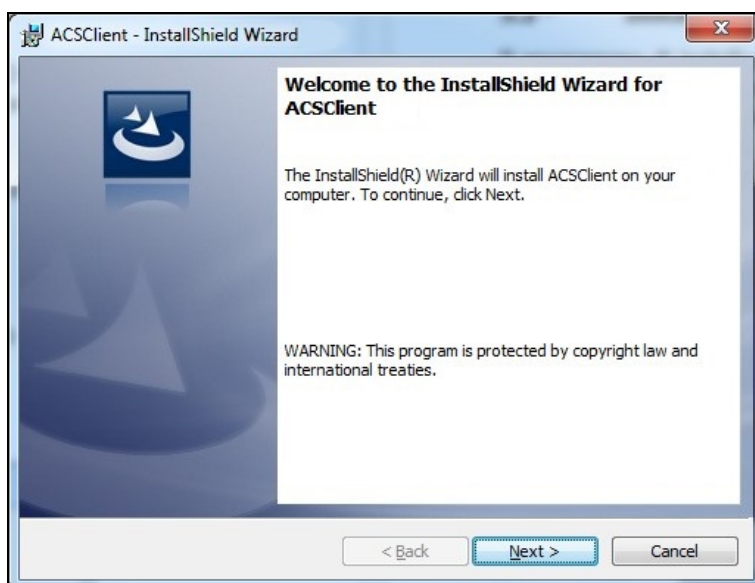 ACSClient - InstallShield Wizard
Welcome to the InstallShield Wizard for
ACSClient
The InstallShield(R) Wizard will install ACSClient on your
computer. To continue, click Next.
WARNING: This program is protected by copyright law and
international treaties.
< Back Next > Cancel